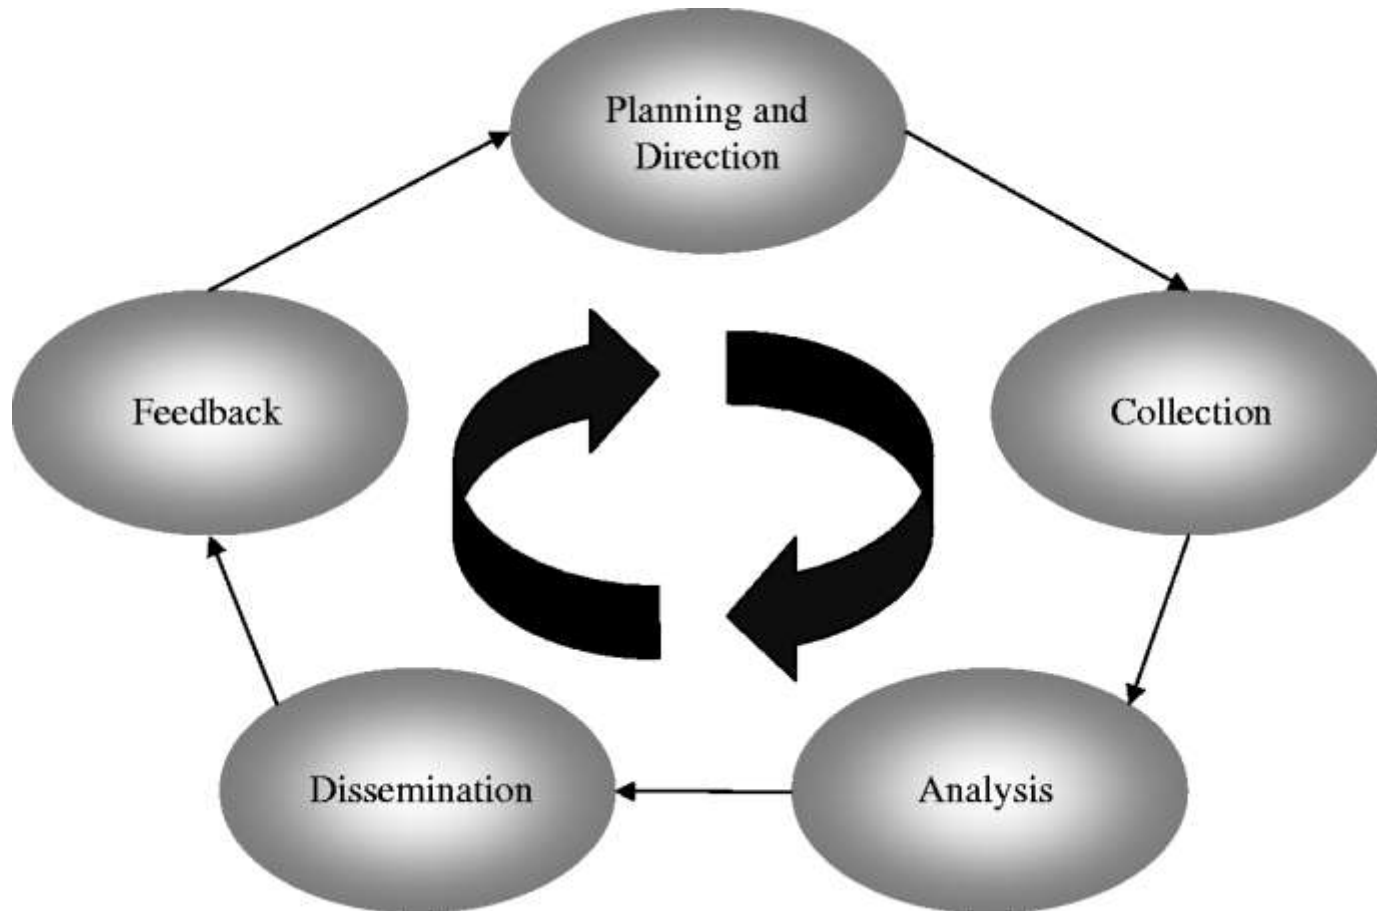 Planning and
Direction
Collection
Analysis
Dissemination
Feedback